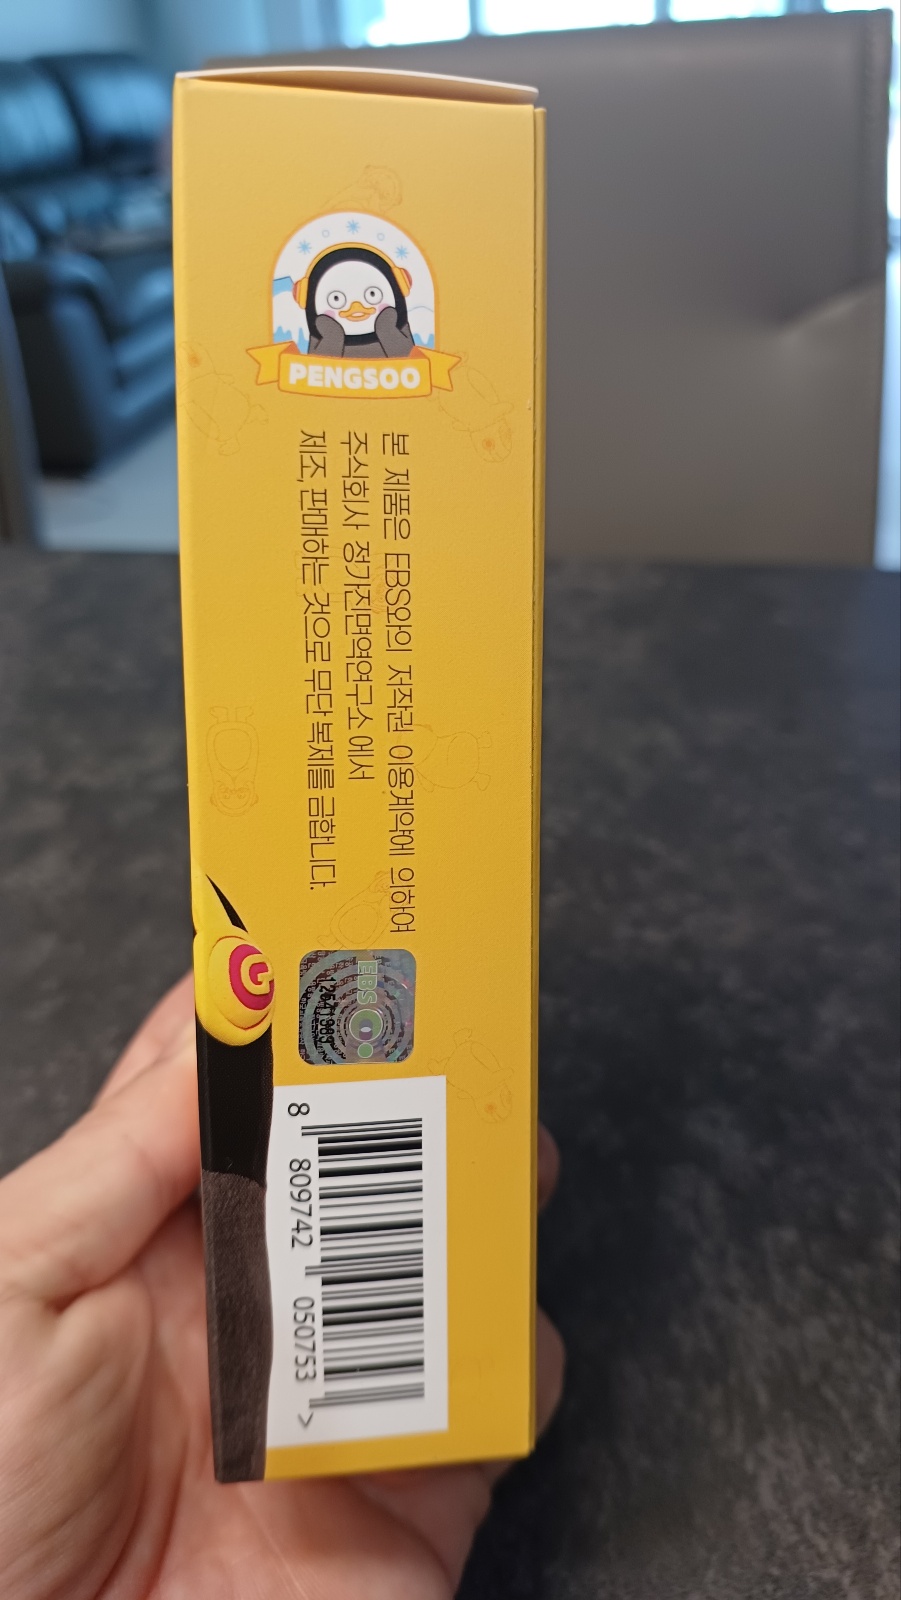 PENGSOO
본 제품은 EBS와의 저작권 이용계약에 의하여
주식회사 정가진면역연구소 에서
제조, 판매하는 것으로 무단 복제를 금합니다.
G
EBS
12641989
8 809742 050753 >